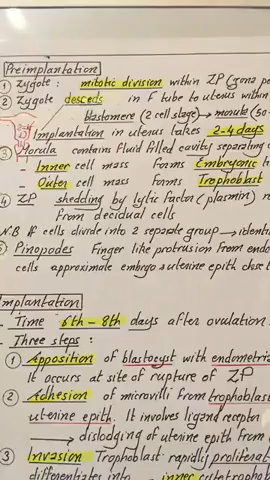 Preimplantation
① Zygote : mitotic division within ZP (zona pe
② Zygote desceds in F tube to uterus within
blastomere (2 cell stage) → morula (50-
Implantation in uterus takes 2-4 days
③ Morula contains Fluid filled cavity separating
- Inner cell mass Forms Embryonic
- Outer cell mass Forms Trophoblast
④ ZP shedding by Lytic Factor (plasmin) r
From decidual cells
N.B IF cells divide into 2 separate group → identi
Pinopodes Finger like protrusion From endo
cells approximate embryo & uterine epith close t
Implantation
- Time 6th - 8th days after ovulation.
- Three steps :
① Apposition of blastocyst with endometri
It occurs at site of rupture of ZP
② Adhesion of microvilli From trophoblas
uterine epith. It involves ligand receptor
→ dislodging of uterine epith From
③ Invasion Trophoblast rapidly prolifera
differentiates into inner cytotroph